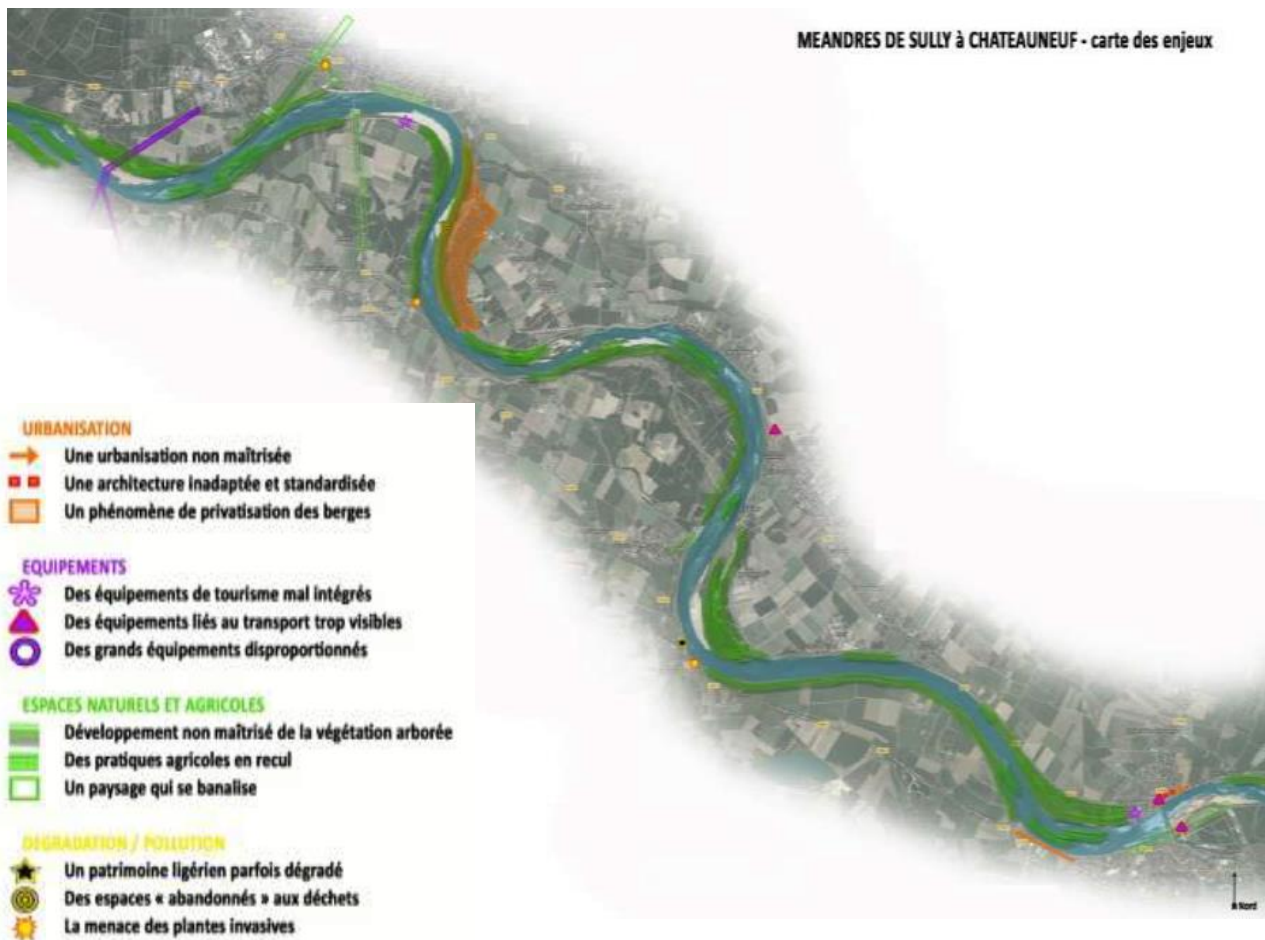 MEANDRES DE SULLY à CHATEAUNEUF - carte des enjeux
URBANISATION
Une urbanisation non maîtrisée
Une architecture inadaptée et standardisée
Un phénomène de privatisation des berges
EQUIPEMENTS
Des équipements de tourisme mal intégrés
Des équipements liés au transport trop visibles
Des grands équipements disproportionnés
ESPACES NATURELS ET AGRICOLES
Développement non maîtrisé de la végétation arborée
Des pratiques agricoles en recul
Un paysage qui se banalise
DEGRADATION / POLLUTION
Un patrimoine ligérien parfois dégradé
Des espaces « abandonnés » aux déchets
La menace des plantes invasives
Nord